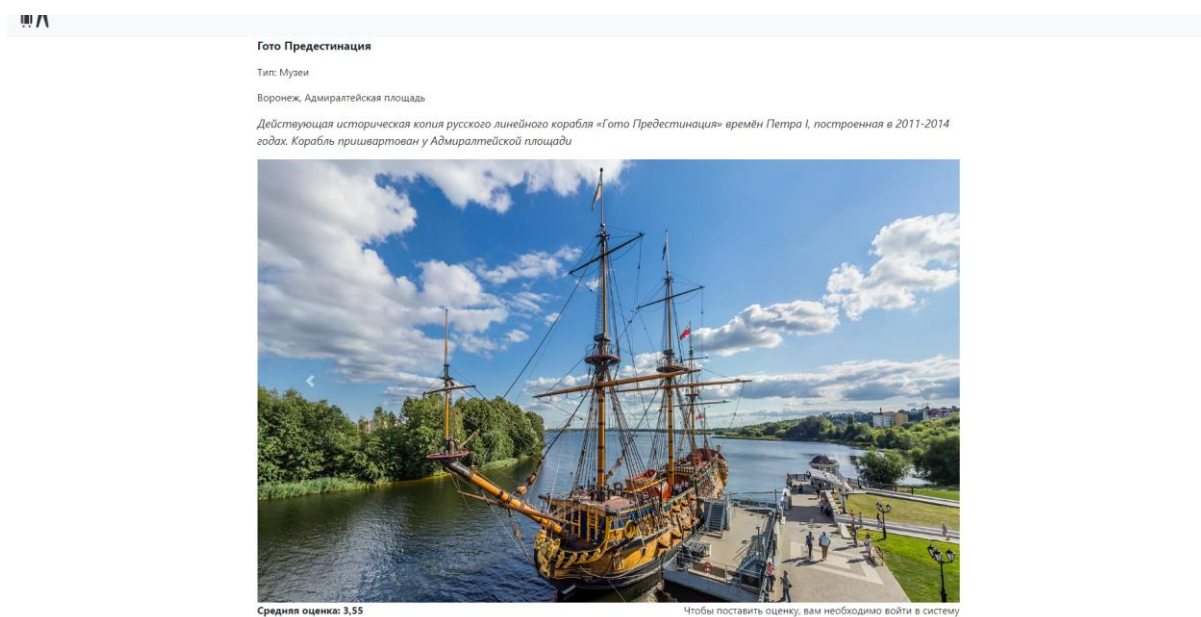 Гото Предестинация
Тип: Музеи
Воронеж, Адмиралтейская площадь
Действующая историческая копия русского линейного корабля «Гото Предестинация» времён Петра I, построенная в 2011-2014
годах. Корабль пришвартован у Адмиралтейской площади
Средняя оценка: 3,55 Чтобы поставить оценку, вам необходимо войти в систему